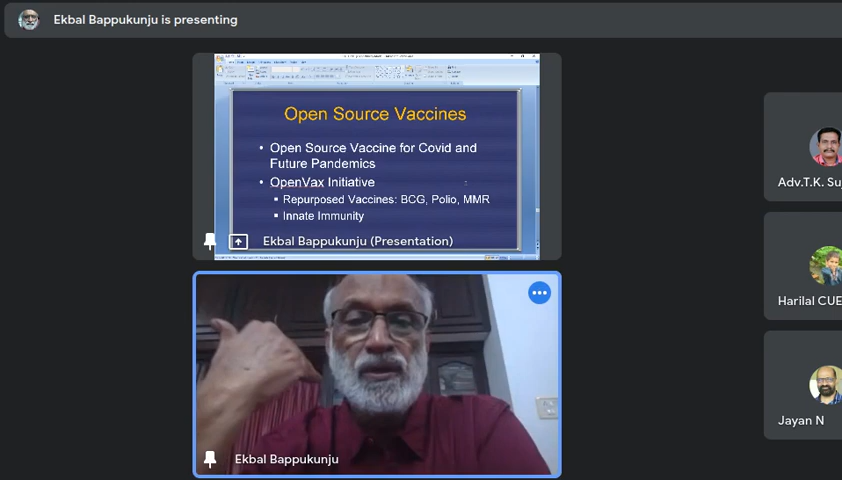 Ekbal Bappukunju is presenting
Open Source Vaccines
• Open Source Vaccine for Covid and
Future Pandemics
• OpenVax Initiative
▪ Repurposed Vaccines: BCG, Polio, MMR
▪ Innate Immunity
Ekbal Bappukunju (Presentation)
Adv.T.K. Su
Harilal CUE
Jayan N
Ekbal Bappukunju